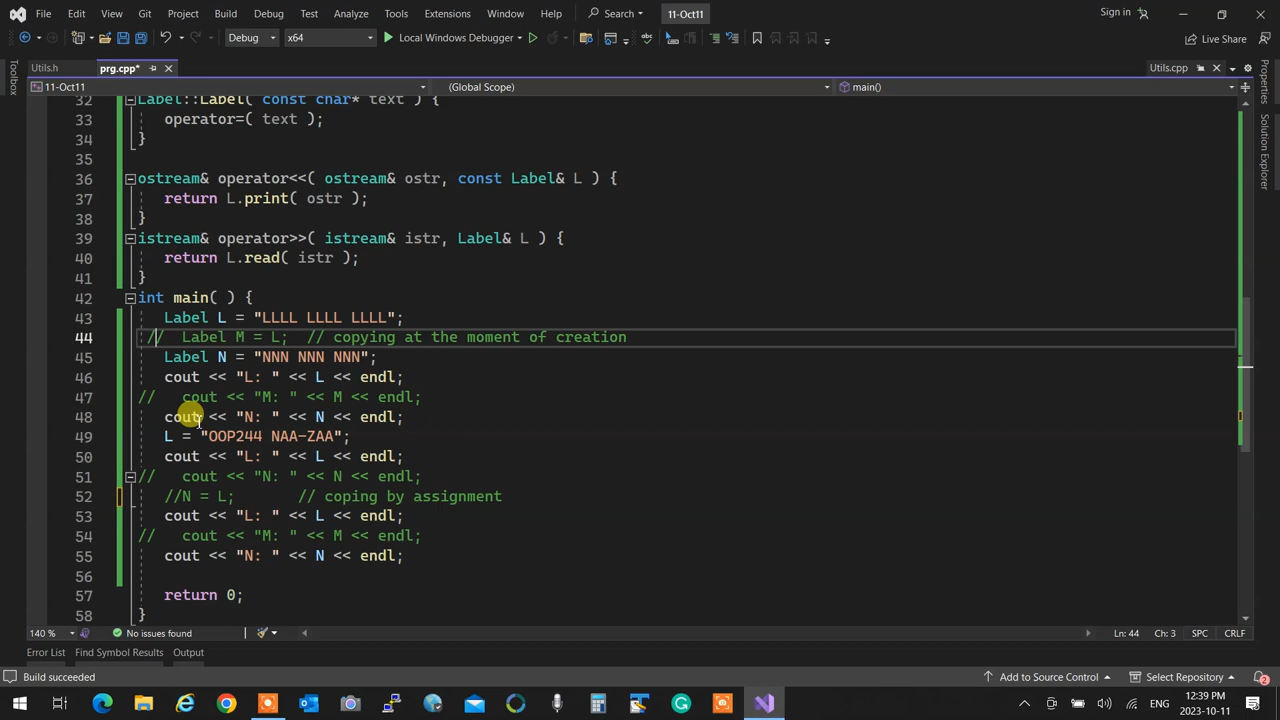 File Edit View Git Project Build Debug Test Analyze Tools Extensions Window Help Search 11-Oct11 Sign in
Debug x64 Local Windows Debugger Live Share
Utils.h prg.cpp* Utils.cpp
11-Oct11 (Global Scope) main()
Toolbox
Properties
Solution Explorer
32 Label::Label( const char* text ) {
33 operator=( text );
34 }
35
36 ostream& operator<<( ostream& ostr, const Label& L ) {
37 return L.print( ostr );
38 }
39 istream& operator>>( istream& istr, Label& L ) {
40 return L.read( istr );
41 }
42 int main( ) {
43 Label L = "LLLL LLLL LLLL";
44 // Label M = L; // copying at the moment of creation
45 Label N = "NNN NNN NNN";
46 cout << "L: " << L << endl;
47 // cout << "M: " << M << endl;
48 cout << "N: " << N << endl;
49 L = "OOP244 NAA-ZAA";
50 cout << "L: " << L << endl;
51 // cout << "N: " << N << endl;
52 //N = L; // coping by assignment
53 cout << "L: " << L << endl;
54 // cout << "M: " << M << endl;
55 cout << "N: " << N << endl;
56
57 return 0;
58 }
140 % No issues found Ln: 44 Ch: 3 SPC CRLF
Error List Find Symbol Results Output
Build succeeded Add to Source Control Select Repository 2
ENG 12:39 PM 2023-10-11